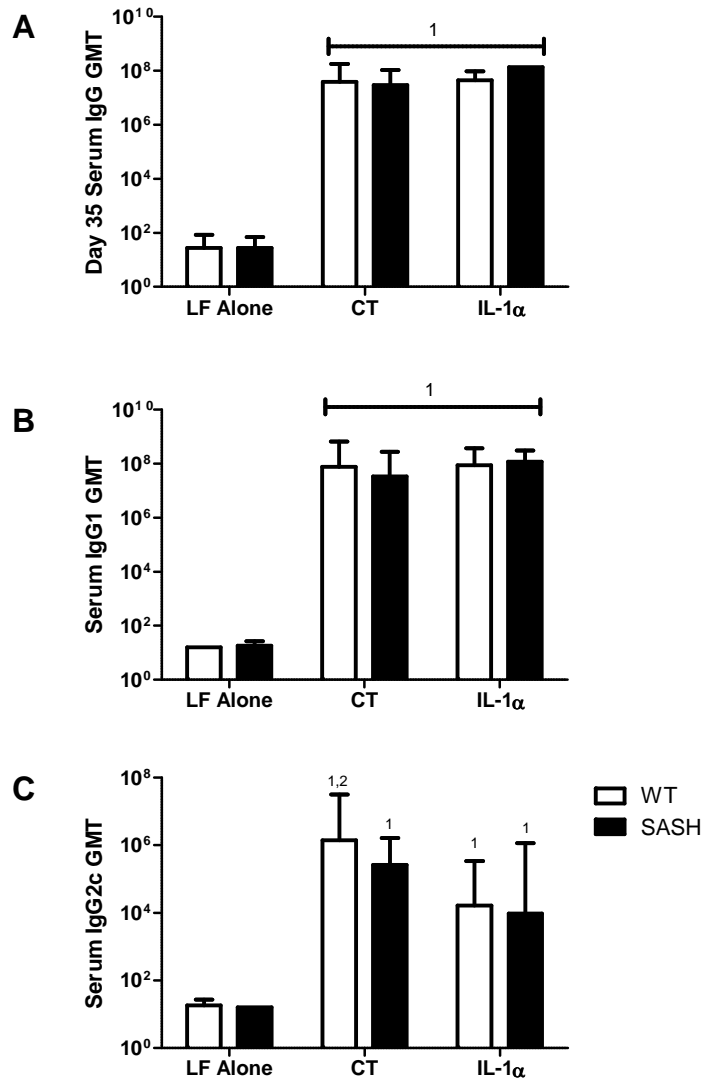 A
Day 35 Serum IgG GMT
1
10¹⁰
10⁸
10⁶
10⁴
10²
10⁰
LF Alone CT IL-1α
B
Serum IgG1 GMT
1
10¹⁰
10⁸
10⁶
10⁴
10²
10⁰
LF Alone CT IL-1α
C
Serum IgG2c GMT
10⁸
10⁶
10⁴
10²
10⁰
1,2
1
1
1
LF Alone CT IL-1α
WT
SASH